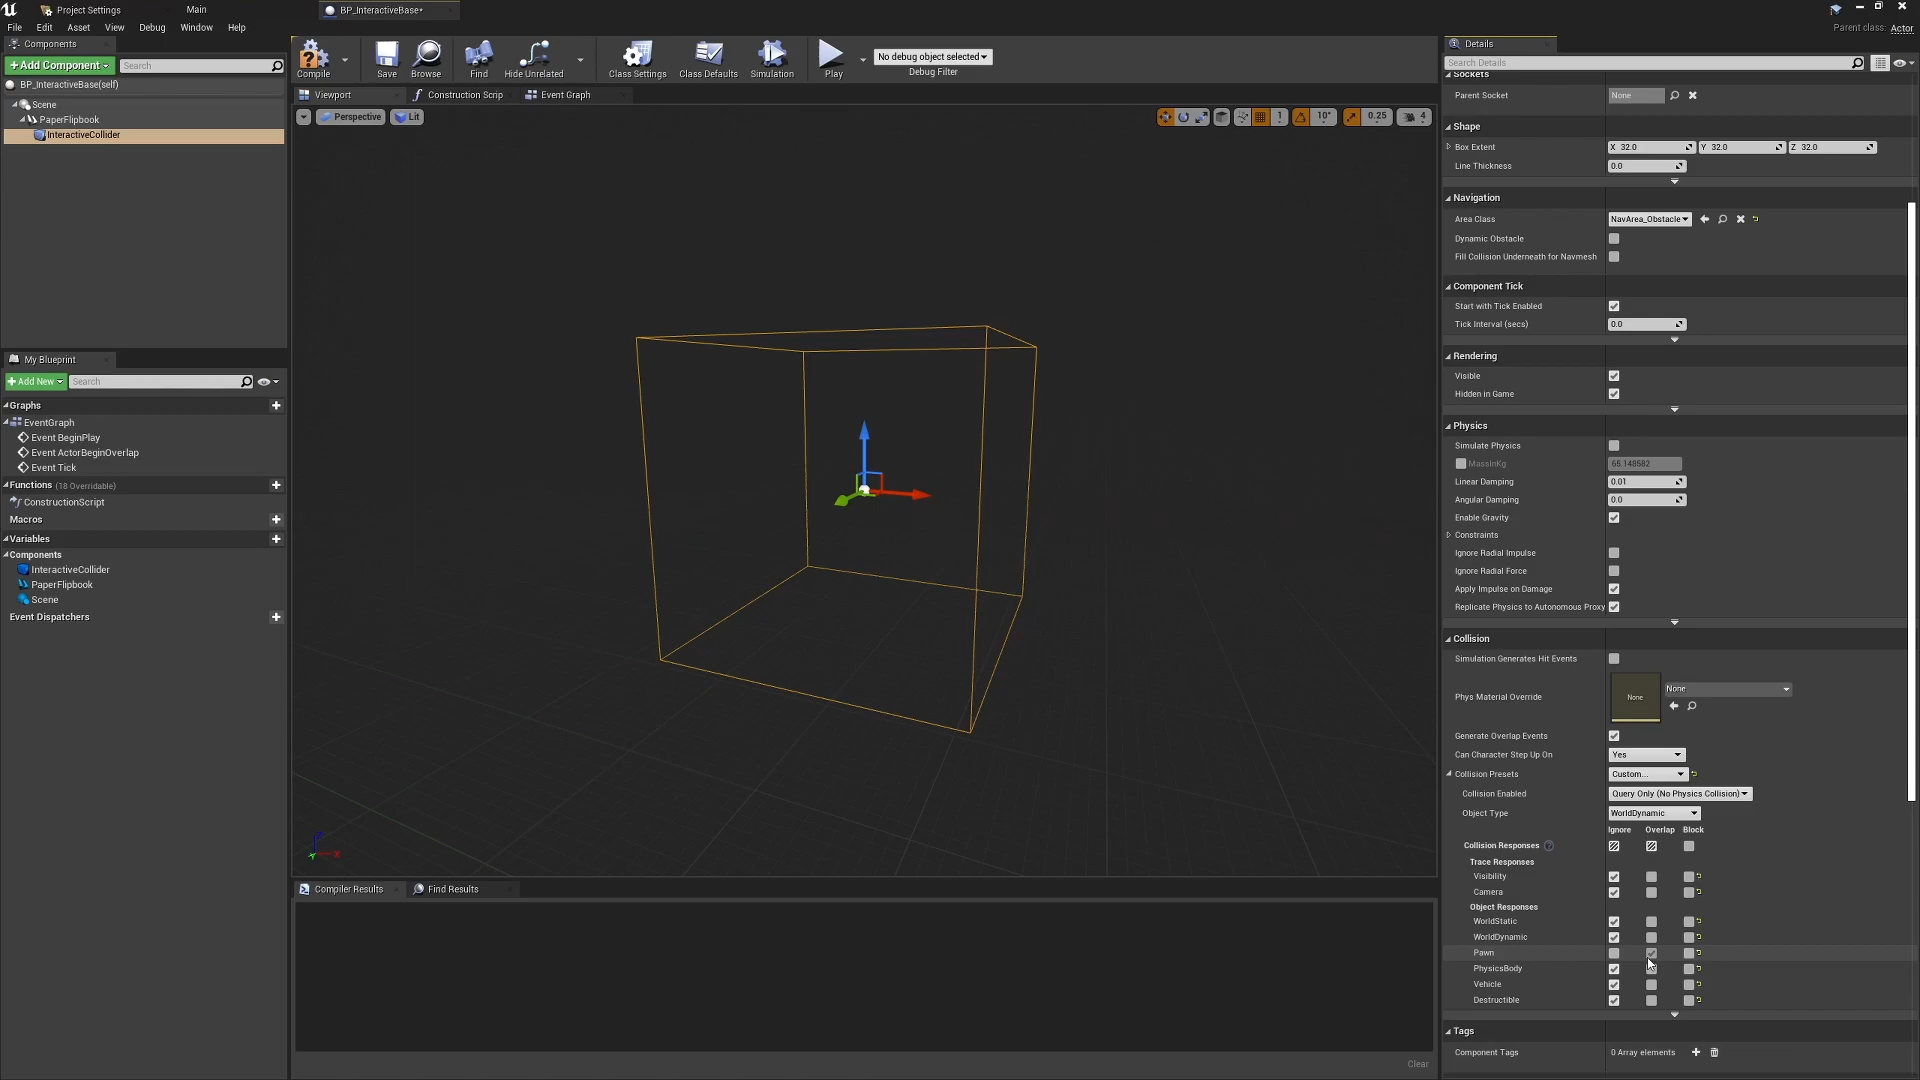 Project Settings
Main
BP_InteractiveBase*
File
Edit
Asset
View
Debug
Window
Help
Parent class: Actor
Components
+ Add Component
Search
BP_InteractiveBase(self)
Scene
PaperFlipbook
InteractiveCollider
Compile
Save
Browse
Find
Hide Unrelated
Class Settings
Class Defaults
Simulation
Play
No debug object selected
Debug Filter
Viewport
Construction Scrip
Event Graph
Perspective
Lit
1
10°
0.25
4
My Blueprint
+ Add New
Search
Graphs
EventGraph
Event BeginPlay
Event ActorBeginOverlap
Event Tick
Functions (18 Overridable)
ConstructionScript
Macros
Variables
Components
InteractiveCollider
PaperFlipbook
Scene
Event Dispatchers
Compiler Results
Find Results
Clear
Details
Search Details
Sockets
Parent Socket
None
Shape
Box Extent
X 32.0
Y 32.0
Z 32.0
Line Thickness
0.0
Navigation
Area Class
NavArea_Obstacle
Dynamic Obstacle
Fill Collision Underneath for Navmesh
Component Tick
Start with Tick Enabled
Tick Interval (secs)
0.0
Rendering
Visible
Hidden in Game
Physics
Simulate Physics
MassInKg
65.148582
Linear Damping
0.01
Angular Damping
0.0
Enable Gravity
Constraints
Ignore Radial Impulse
Ignore Radial Force
Apply Impulse on Damage
Replicate Physics to Autonomous Proxy
Collision
Simulation Generates Hit Events
Phys Material Override
None
None
Generate Overlap Events
Can Character Step Up On
Yes
Collision Presets
Custom...
Collision Enabled
Query Only (No Physics Collision)
Object Type
WorldDynamic
Ignore
Overlap
Block
Collision Responses
Trace Responses
Visibility
Camera
Object Responses
WorldStatic
WorldDynamic
Pawn
PhysicsBody
Vehicle
Destructible
Tags
Component Tags
0 Array elements